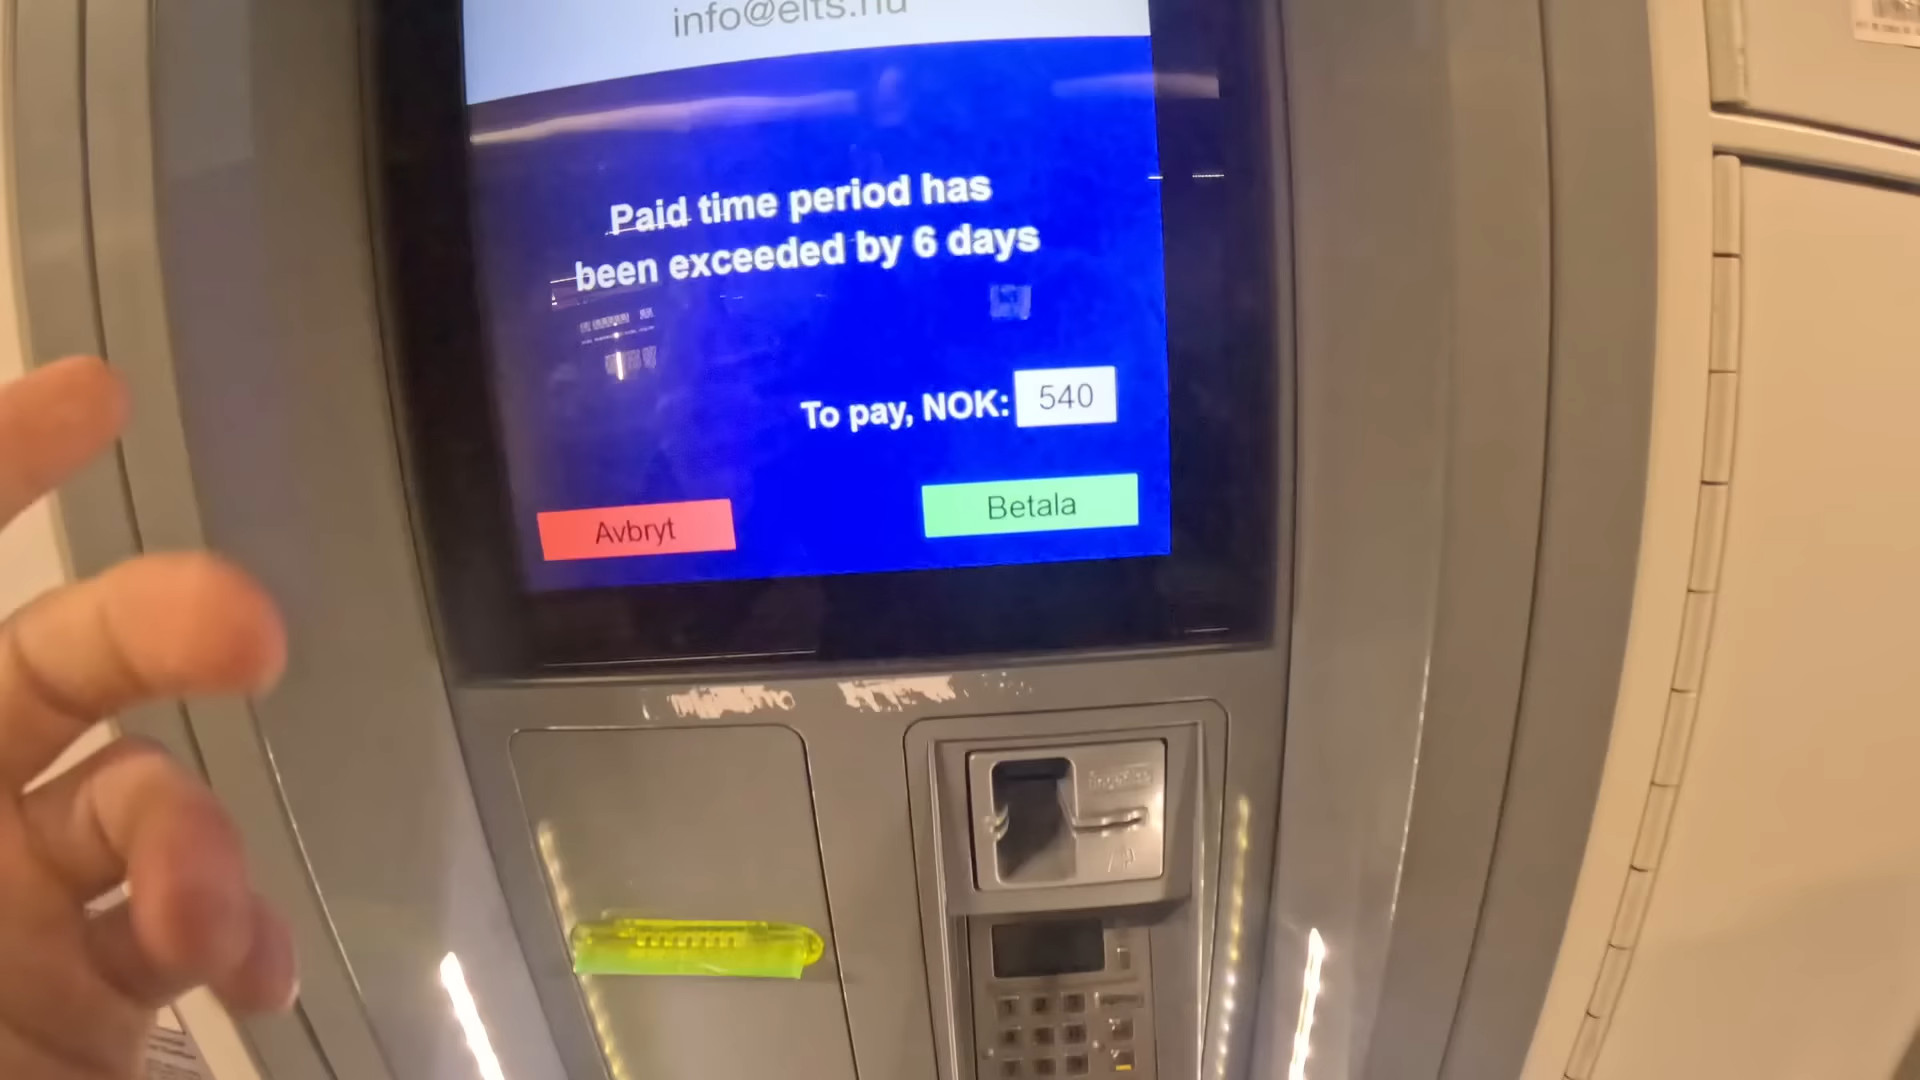 info@elts.nu
Paid time period has
been exceeded by 6 days
To pay, NOK: 540
Avbryt
Betala